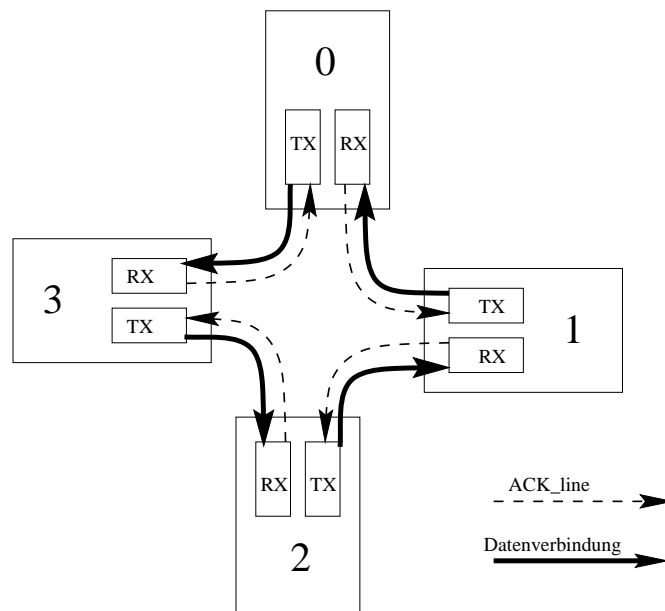 0
TX RX
3
RX
TX
TX
RX
1
RX TX
2
ACK_line
Datenverbindung